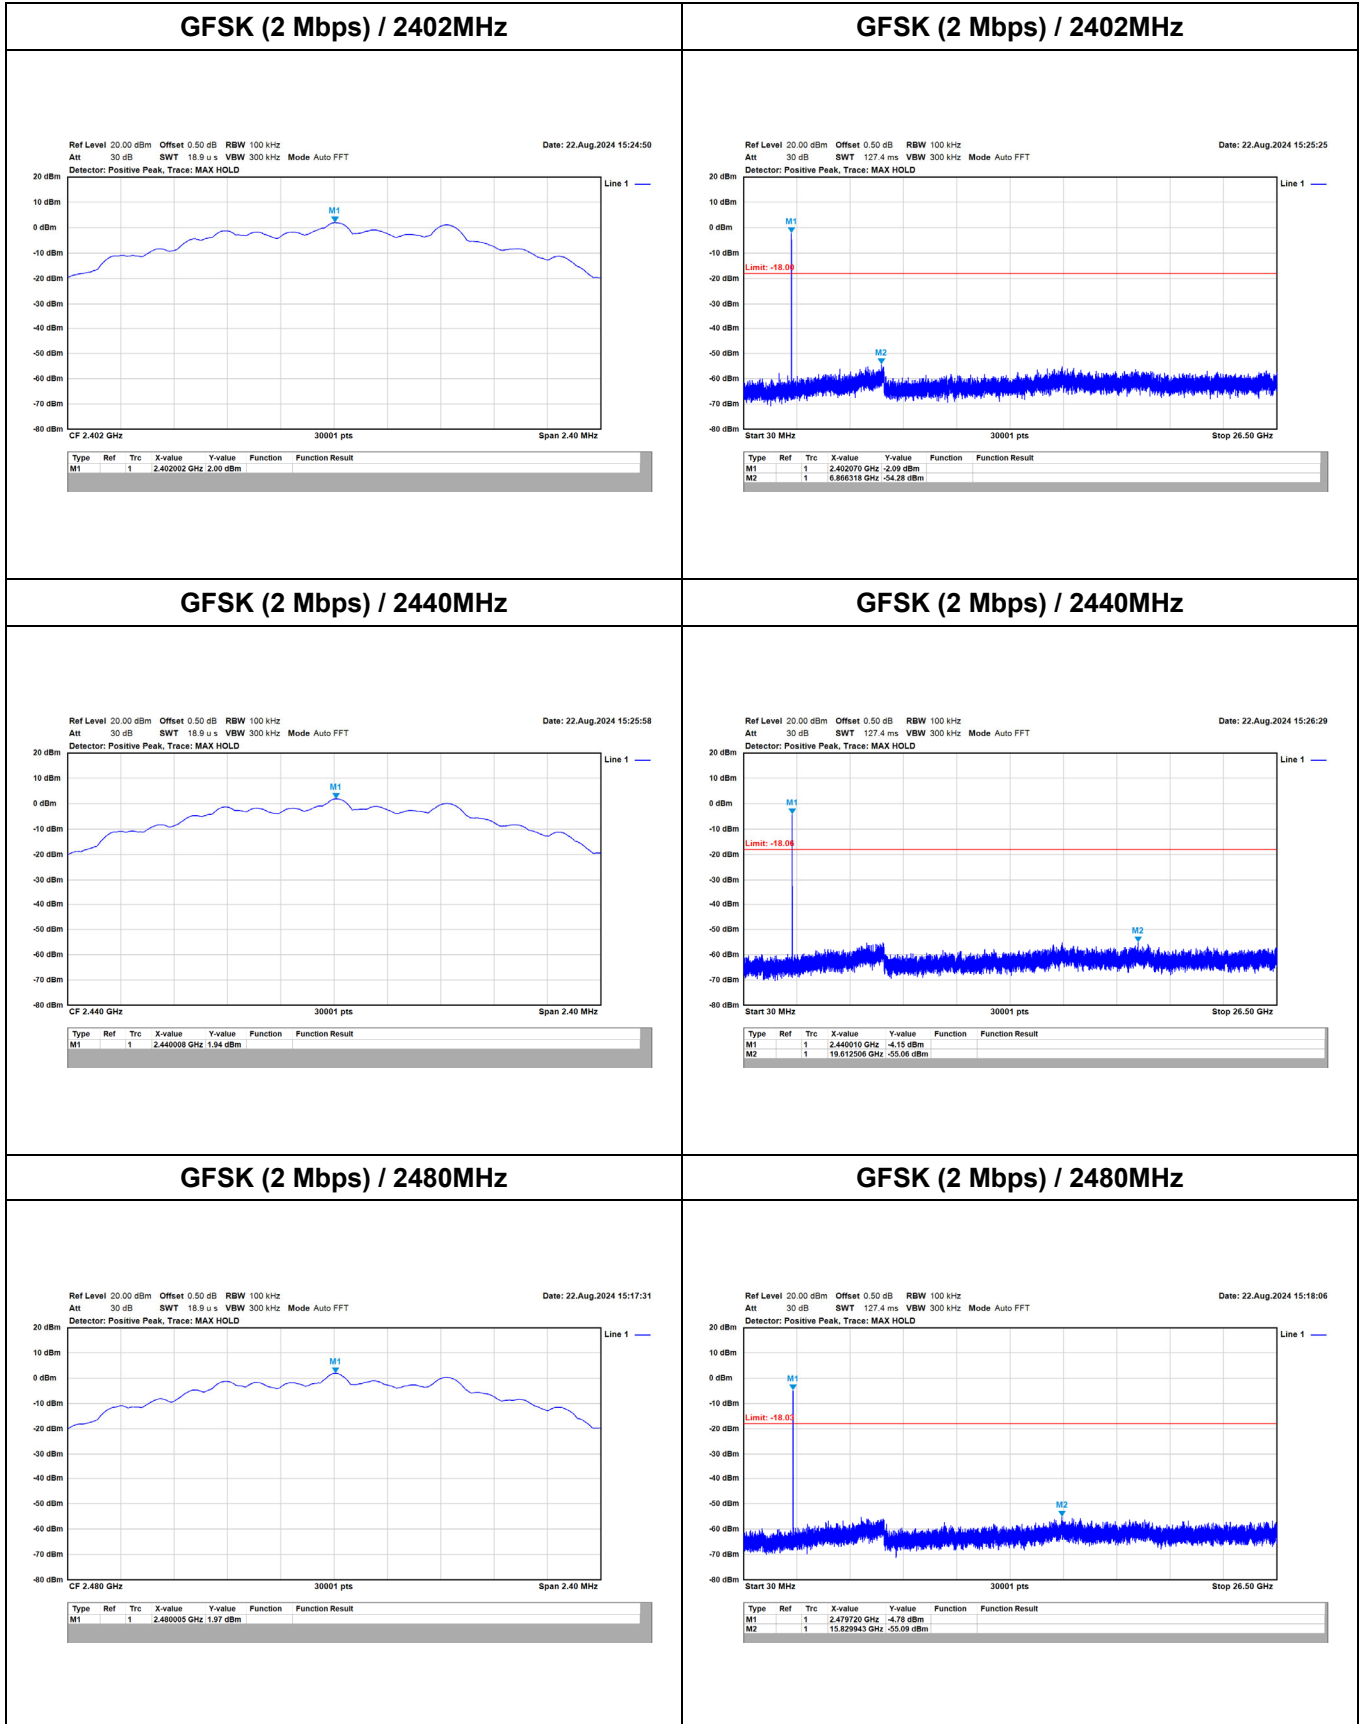 GFSK (2 Mbps) / 2402MHz
Ref Level 20.00 dBm Offset 0.50 dB RBW 100 kHz Date: 22.Aug.2024 15:24:50
Att 30 dB SWT 18.9 u s VBW 300 kHz Mode Auto FFT
Detector: Positive Peak, Trace: MAX HOLD
20 dBm
Line 1
10 dBm
M1
0 dBm
-10 dBm
-20 dBm
-30 dBm
-40 dBm
-50 dBm
-60 dBm
-70 dBm
-80 dBm
CF 2.402 GHz 30001 pts Span 2.40 MHz
Type Ref Trc X-value Y-value Function Function Result
M1 1 2.402002 GHz 2.00 dBm
GFSK (2 Mbps) / 2402MHz
Ref Level 20.00 dBm Offset 0.50 dB RBW 100 kHz Date: 22.Aug.2024 15:25:25
Att 30 dB SWT 127.4 ms VBW 300 kHz Mode Auto FFT
Detector: Positive Peak, Trace: MAX HOLD
20 dBm
Line 1
10 dBm
M1
0 dBm
-10 dBm
Limit: -18.00
-20 dBm
-30 dBm
-40 dBm
-50 dBm
M2
-60 dBm
-70 dBm
-80 dBm
Start 30 MHz 30001 pts Stop 26.50 GHz
Type Ref Trc X-value Y-value Function Function Result
M1 1 2.402070 GHz -2.09 dBm
M2 1 6.866318 GHz -54.28 dBm
GFSK (2 Mbps) / 2440MHz
Ref Level 20.00 dBm Offset 0.50 dB RBW 100 kHz Date: 22.Aug.2024 15:25:58
Att 30 dB SWT 18.9 u s VBW 300 kHz Mode Auto FFT
Detector: Positive Peak, Trace: MAX HOLD
20 dBm
Line 1
10 dBm
M1
0 dBm
-10 dBm
-20 dBm
-30 dBm
-40 dBm
-50 dBm
-60 dBm
-70 dBm
-80 dBm
CF 2.440 GHz 30001 pts Span 2.40 MHz
Type Ref Trc X-value Y-value Function Function Result
M1 1 2.440008 GHz 1.94 dBm
GFSK (2 Mbps) / 2440MHz
Ref Level 20.00 dBm Offset 0.50 dB RBW 100 kHz Date: 22.Aug.2024 15:26:29
Att 30 dB SWT 127.4 ms VBW 300 kHz Mode Auto FFT
Detector: Positive Peak, Trace: MAX HOLD
20 dBm
Line 1
10 dBm
M1
0 dBm
-10 dBm
Limit: -18.06
-20 dBm
-30 dBm
-40 dBm
-50 dBm
M2
-60 dBm
-70 dBm
-80 dBm
Start 30 MHz 30001 pts Stop 26.50 GHz
Type Ref Trc X-value Y-value Function Function Result
M1 1 2.440010 GHz -4.15 dBm
M2 1 19.612506 GHz -55.06 dBm
GFSK (2 Mbps) / 2480MHz
Ref Level 20.00 dBm Offset 0.50 dB RBW 100 kHz Date: 22.Aug.2024 15:17:31
Att 30 dB SWT 18.9 u s VBW 300 kHz Mode Auto FFT
Detector: Positive Peak, Trace: MAX HOLD
20 dBm
Line 1
10 dBm
M1
0 dBm
-10 dBm
-20 dBm
-30 dBm
-40 dBm
-50 dBm
-60 dBm
-70 dBm
-80 dBm
CF 2.480 GHz 30001 pts Span 2.40 MHz
Type Ref Trc X-value Y-value Function Function Result
M1 1 2.480005 GHz 1.97 dBm
GFSK (2 Mbps) / 2480MHz
Ref Level 20.00 dBm Offset 0.50 dB RBW 100 kHz Date: 22.Aug.2024 15:18:06
Att 30 dB SWT 127.4 ms VBW 300 kHz Mode Auto FFT
Detector: Positive Peak, Trace: MAX HOLD
20 dBm
Line 1
10 dBm
M1
0 dBm
-10 dBm
Limit: -18.03
-20 dBm
-30 dBm
-40 dBm
-50 dBm
M2
-60 dBm
-70 dBm
-80 dBm
Start 30 MHz 30001 pts Stop 26.50 GHz
Type Ref Trc X-value Y-value Function Function Result
M1 1 2.479720 GHz -4.78 dBm
M2 1 15.829943 GHz -55.09 dBm